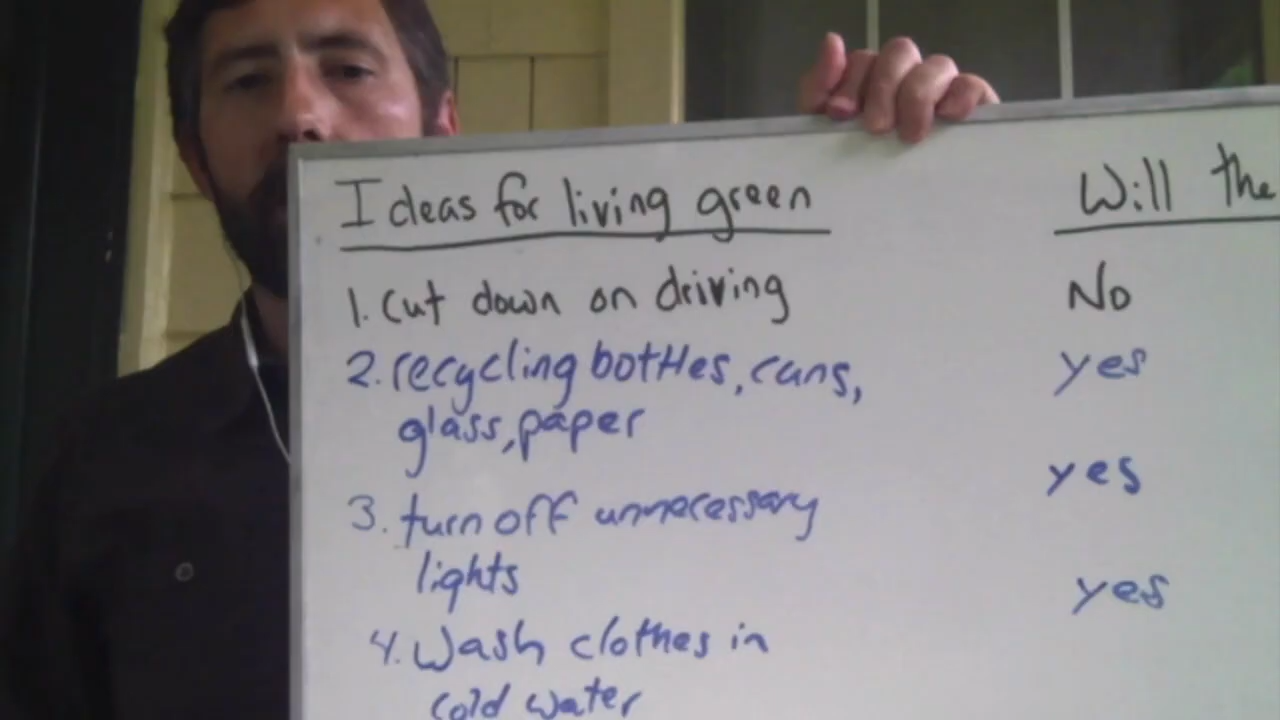 Ideas for living green
Will the
1. Cut down on driving
No
2. recycling bottles, cans,
yes
glass, paper
yes
3. turn off unnecessary
lights
yes
4. Wash clothes in
cold water